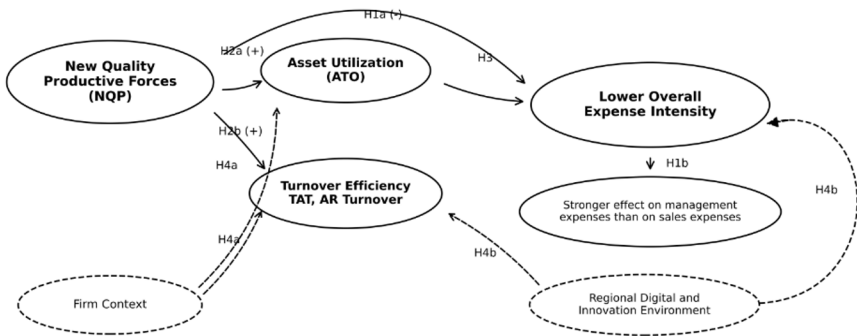 H1a (-)
H2a (+)
New Quality
Productive Forces
(NQP)
Asset Utilization
(ATO)
H3
Lower Overall
Expense Intensity
H2b (+)
H4a
H1b
Turnover Efficiency
TAT, AR Turnover
Stronger effect on management
expenses than on sales expenses
H4b
H4a
H4b
Firm Context
Regional Digital and
Innovation Environment